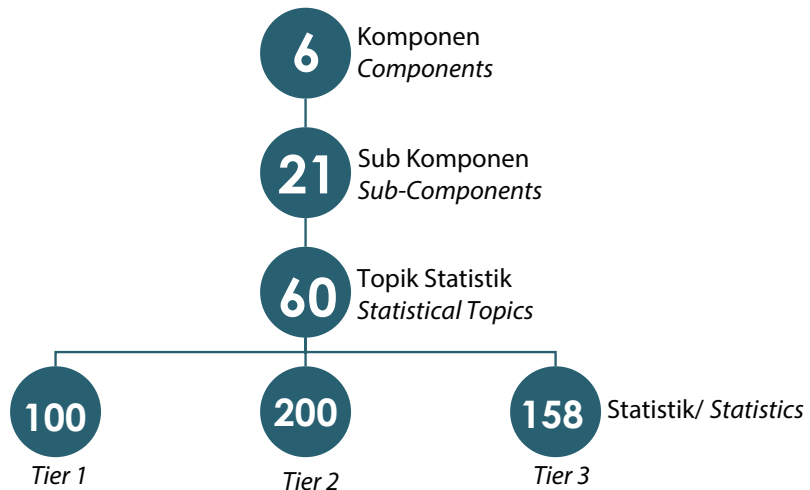 6
Komponen
Components
21
Sub Komponen
Sub-Components
60
Topik Statistik
Statistical Topics
100
200
158
Statistik/ Statistics
Tier 1
Tier 2
Tier 3